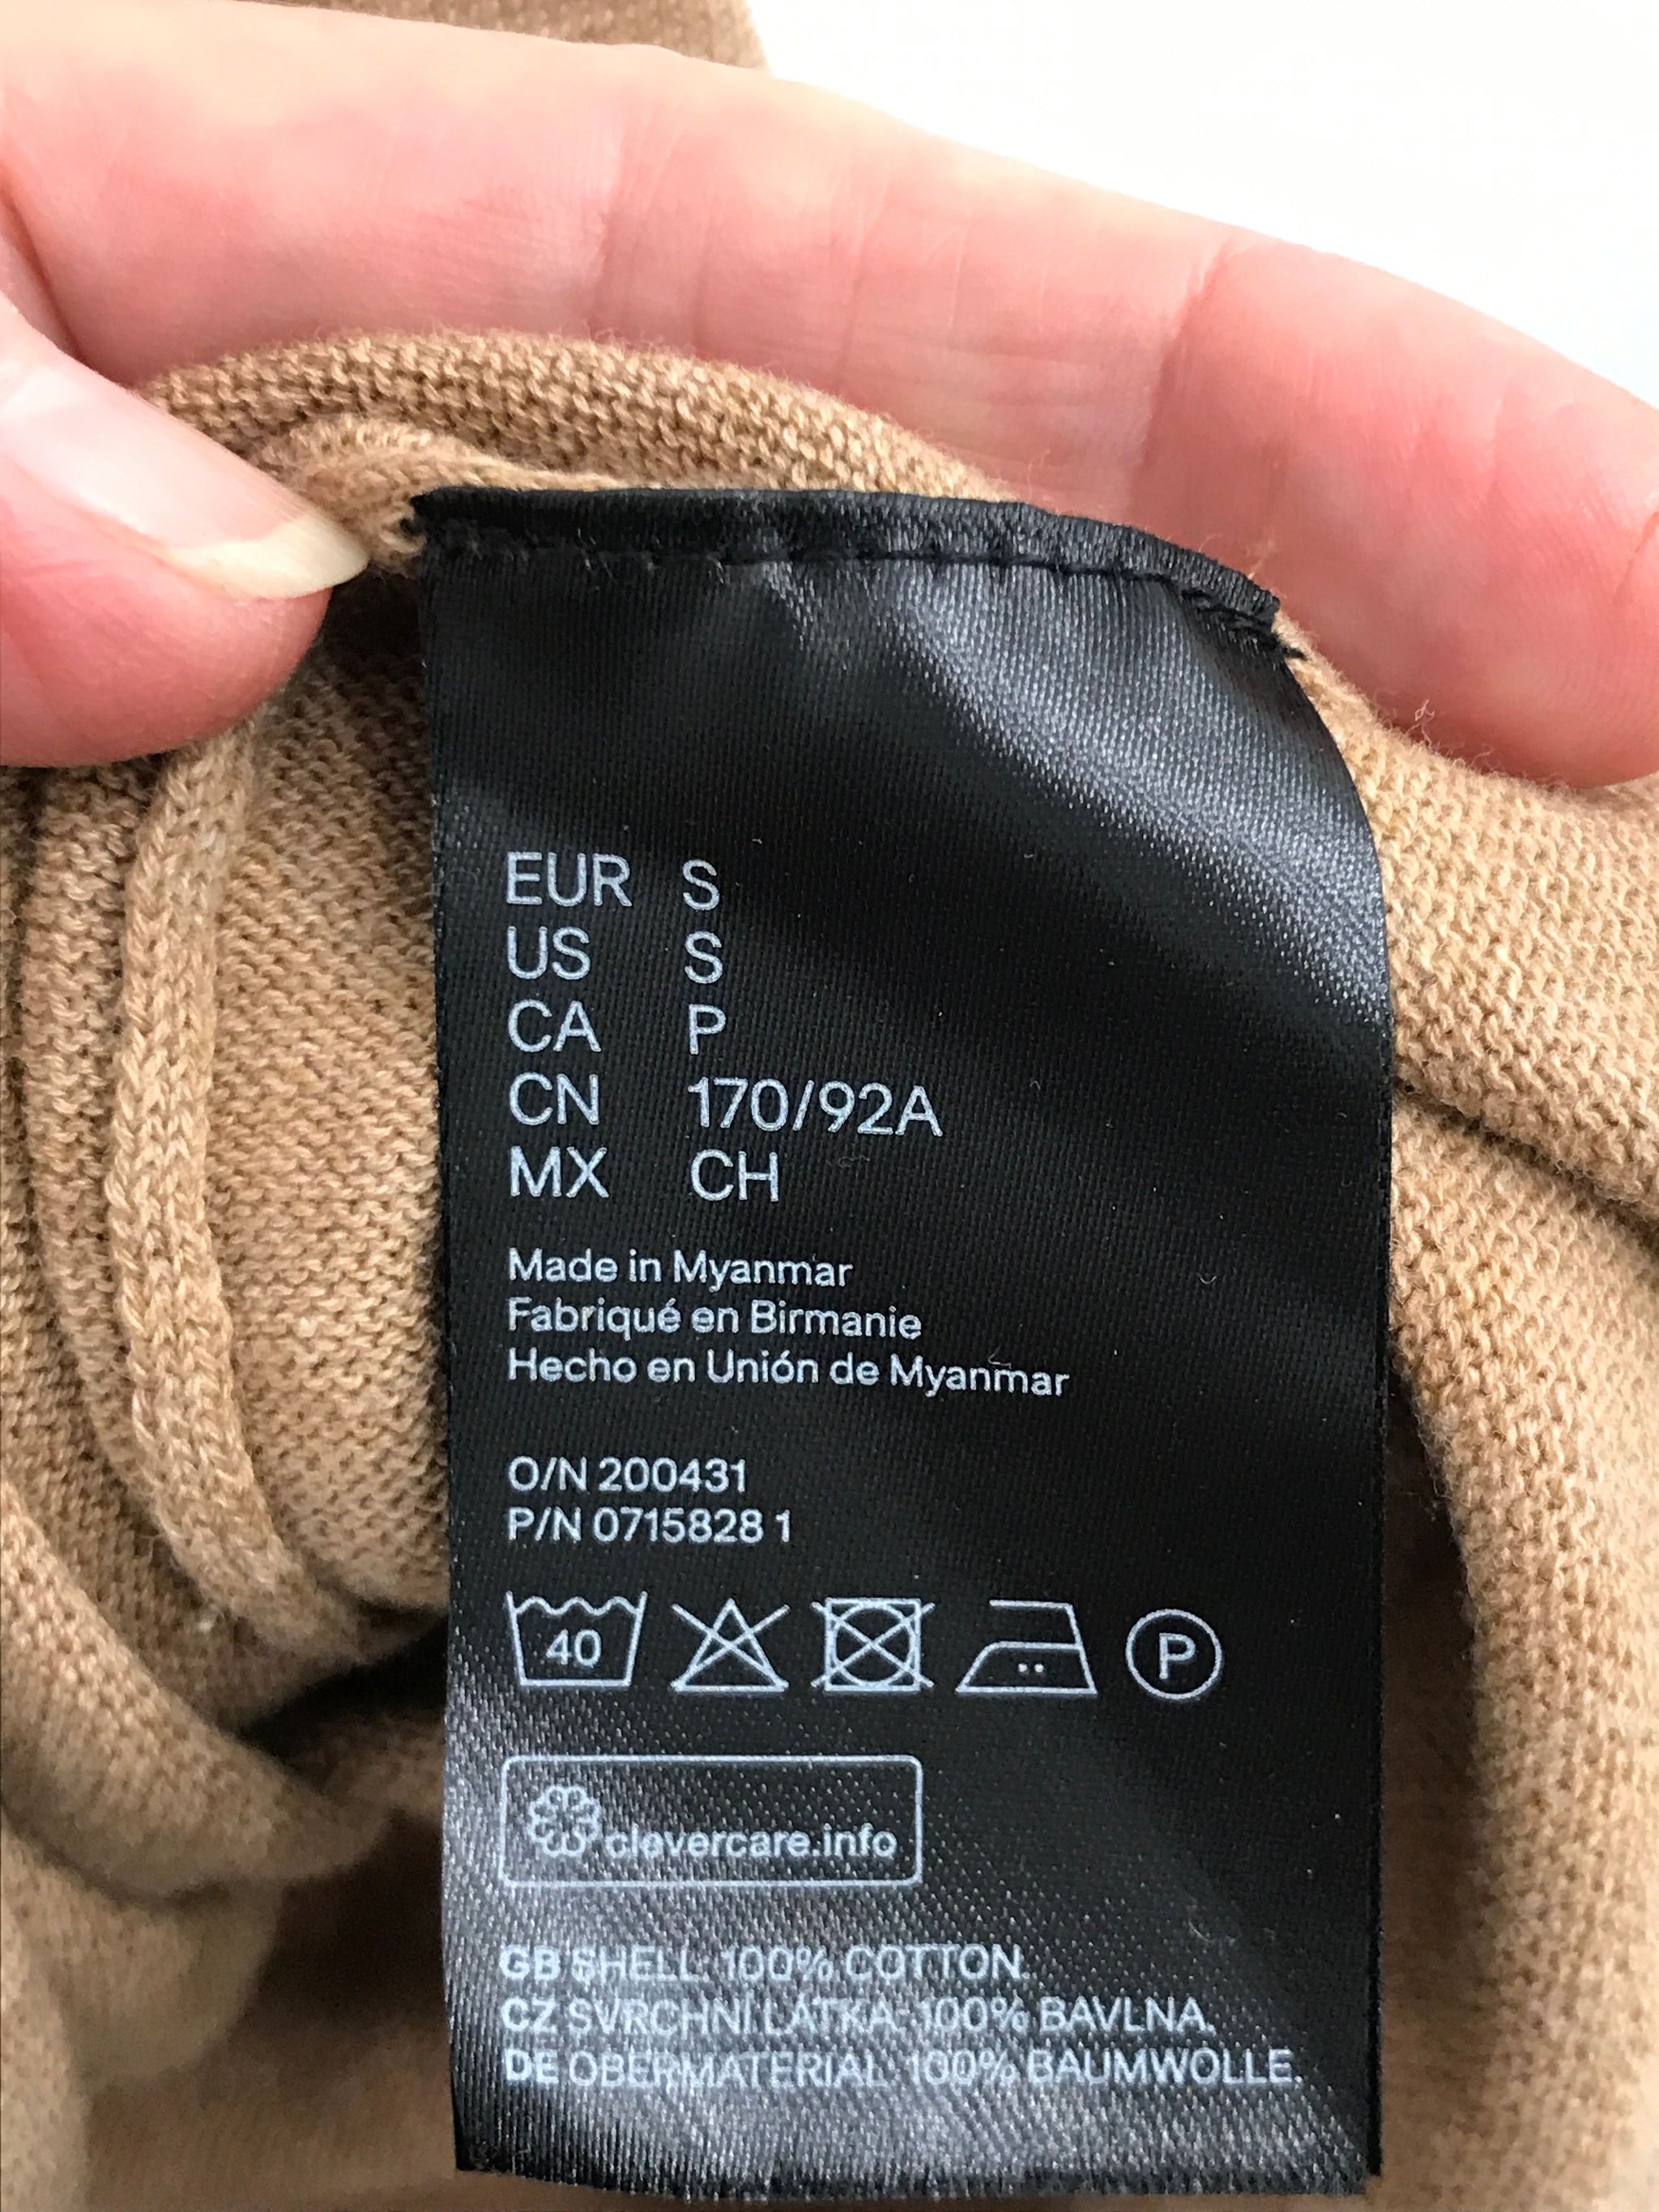 EUR S
US S
CA P
CN 170/92A
MX CH
Made in Myanmar
Fabriqué en Birmanie
Hecho en Unión de Myanmar
O/N 200431
P/N 0715828 1
40 P
clevercare.info
GB SHELL: 100% COTTON.
CZ SVRCHNÍ LÁTKA: 100% BAVLNA.
DE OBERMATERIAL: 100% BAUMWOLLE.